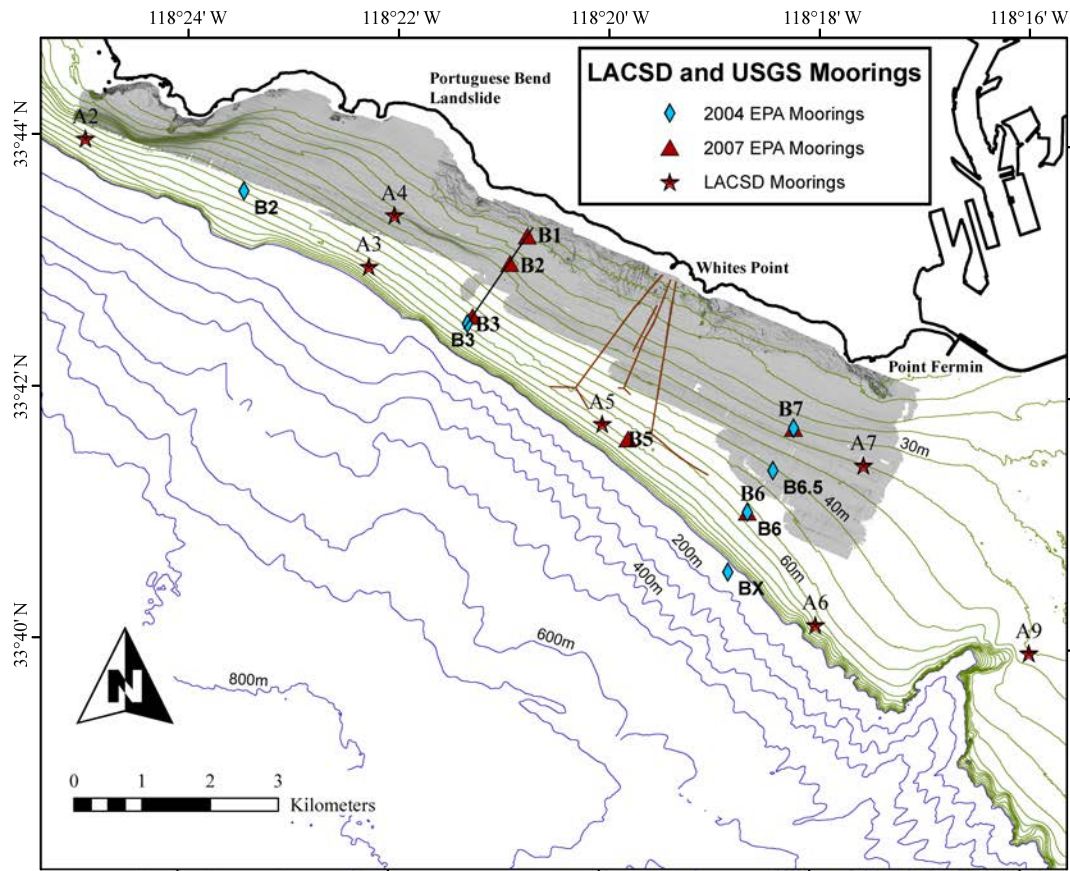 118°24' W
118°22' W
118°20' W
118°18' W
118°16' W
33°44' N
33°42' N
33°40' N
Portuguese Bend
Landslide
LACSD and USGS Moorings
2004 EPA Moorings
2007 EPA Moorings
LACSD Moorings
A2
B2
A4
A3
B1
B2
B3
B3
Whites Point
Point Fermin
A5
B5
B7
A7
30m
B6.5
40m
B6
B6
60m
200m
400m
BX
A6
A9
600m
800m
N
0 1 2 3
Kilometers